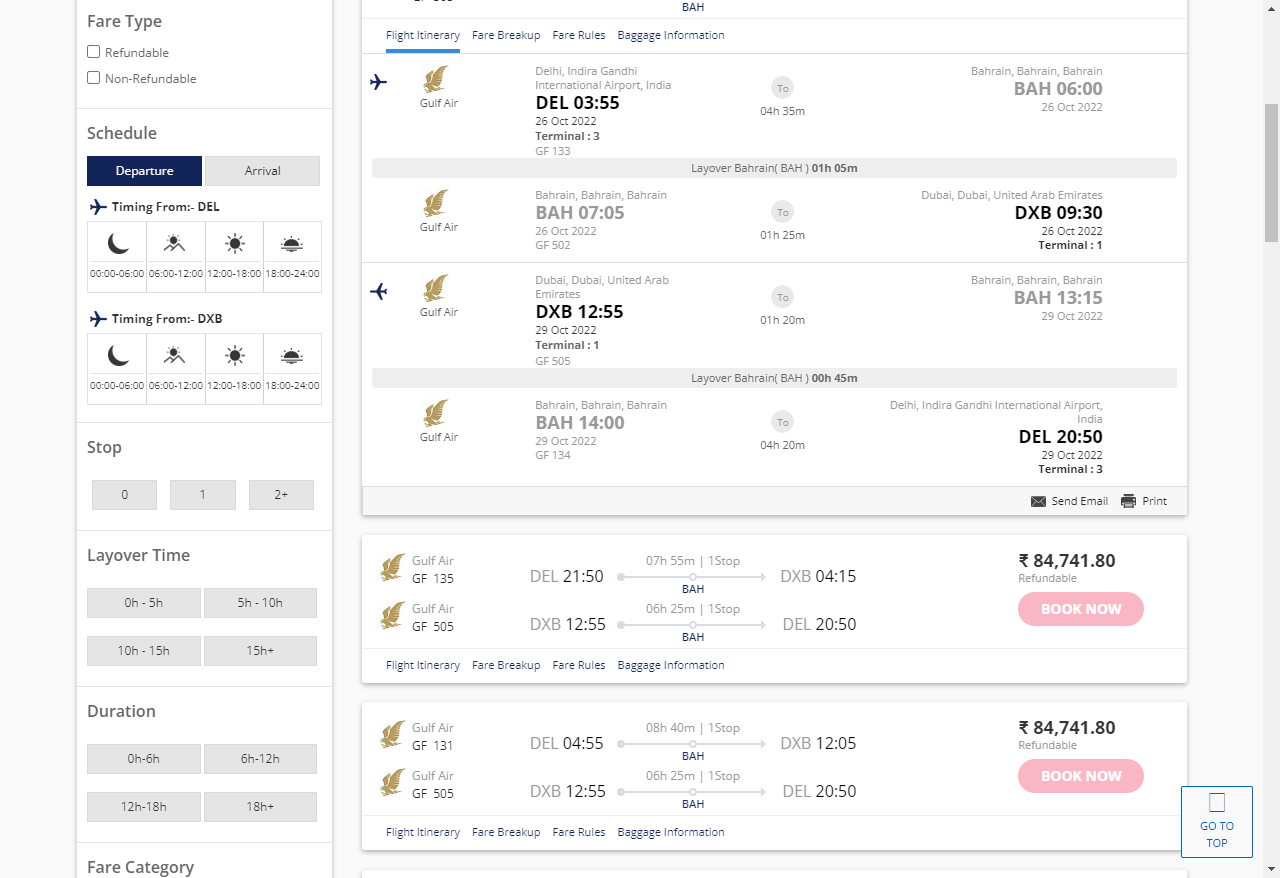 Fare Type
Refundable
Non-Refundable
Schedule
Departure
Arrival
Timing From:- DEL
00:00-06:00 06:00-12:00 12:00-18:00 18:00-24:00
Timing From:- DXB
00:00-06:00 06:00-12:00 12:00-18:00 18:00-24:00
Stop
0 1 2+
Layover Time
0h - 5h 5h - 10h
10h - 15h 15h+
Duration
0h-6h 6h-12h
12h-18h 18h+
Fare Category
BAH
Flight Itinerary Fare Breakup Fare Rules Baggage Information
Gulf Air
Delhi, Indira Gandhi
International Airport, India
DEL 03:55
26 Oct 2022
Terminal : 3
GF 133
To
04h 35m
Bahrain, Bahrain, Bahrain
BAH 06:00
26 Oct 2022
Layover Bahrain( BAH ) 01h 05m
Gulf Air
Bahrain, Bahrain, Bahrain
BAH 07:05
26 Oct 2022
GF 502
To
01h 25m
Dubai, Dubai, United Arab Emirates
DXB 09:30
26 Oct 2022
Terminal : 1
Gulf Air
Dubai, Dubai, United Arab
Emirates
DXB 12:55
29 Oct 2022
Terminal : 1
GF 505
To
01h 20m
Bahrain, Bahrain, Bahrain
BAH 13:15
29 Oct 2022
Layover Bahrain( BAH ) 00h 45m
Gulf Air
Bahrain, Bahrain, Bahrain
BAH 14:00
29 Oct 2022
GF 134
To
04h 20m
Delhi, Indira Gandhi International Airport,
India
DEL 20:50
29 Oct 2022
Terminal : 3
Send Email Print
Gulf Air
GF 135
DEL 21:50
07h 55m | 1Stop
BAH
DXB 04:15
Gulf Air
GF 505
DXB 12:55
06h 25m | 1Stop
BAH
DEL 20:50
₹ 84,741.80
Refundable
BOOK NOW
Flight Itinerary Fare Breakup Fare Rules Baggage Information
Gulf Air
GF 131
DEL 04:55
08h 40m | 1Stop
BAH
DXB 12:05
Gulf Air
GF 505
DXB 12:55
06h 25m | 1Stop
BAH
DEL 20:50
₹ 84,741.80
Refundable
BOOK NOW
Flight Itinerary Fare Breakup Fare Rules Baggage Information
GO TO
TOP